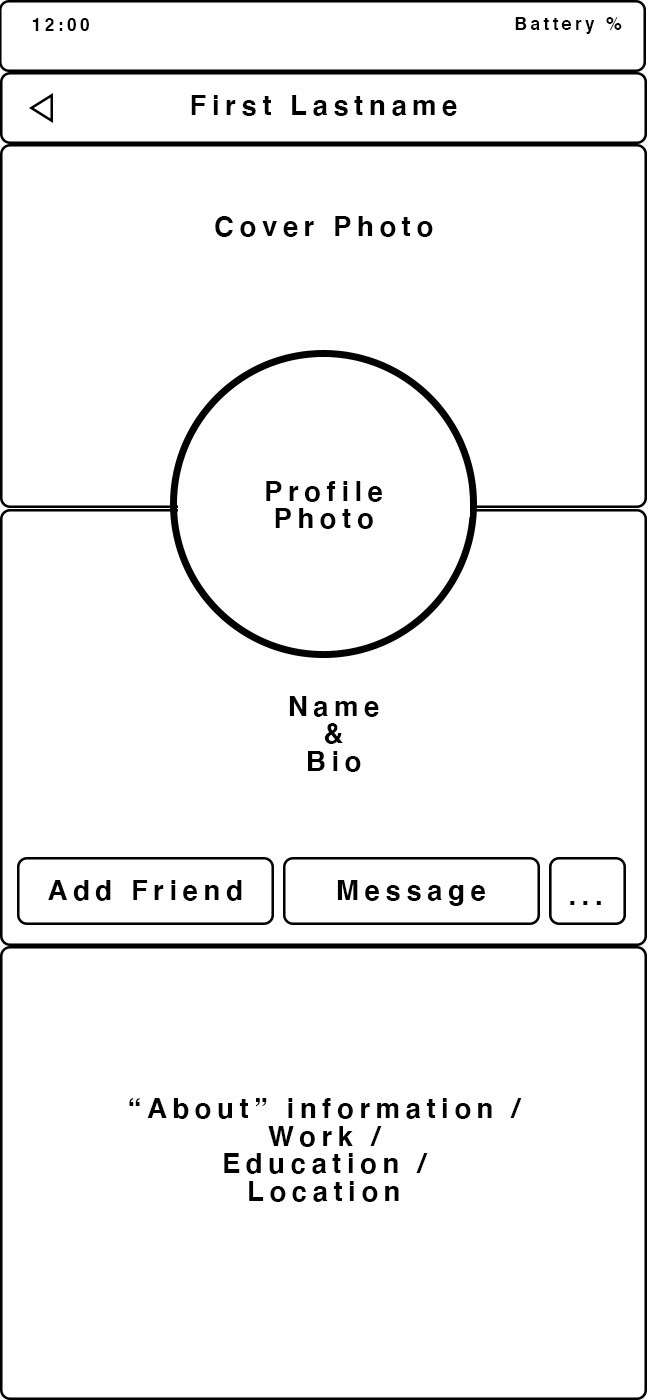 12:00 Battery %
First Lastname
Cover Photo
Profile
Photo
Name
&
Bio
Add Friend Message ...
“About” information /
Work /
Education /
Location